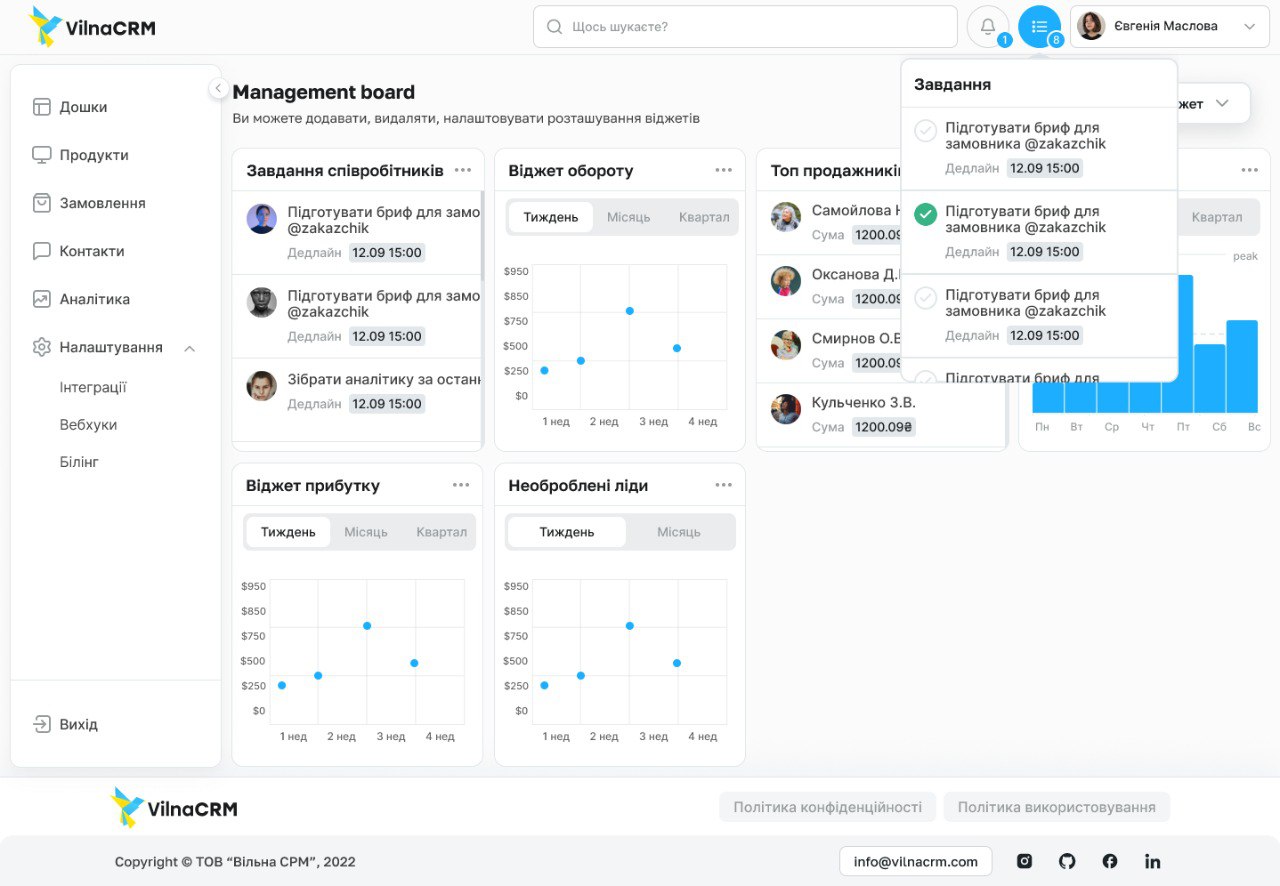 VilnaCRM
Щось шукаєте?
1
8
Євгенія Маслова
Дошки
Продукти
Замовлення
Контакти
Аналітика
Налаштування
Інтеграції
Вебхуки
Білінг
Вихід
Management board
Ви можете додавати, видаляти, налаштовувати розташування віджетів
Завдання співробітників
Підготувати бриф для замо
@zakazchik
Дедлайн 12.09 15:00
Підготувати бриф для замо
@zakazchik
Дедлайн 12.09 15:00
Зібрати аналітику за остан
Дедлайн 12.09 15:00
Віджет обороту
Тиждень Місяць Квартал
$950
$850
$750
$500
$250
$0
1 нед 2 нед 3 нед 4 нед
Топ продажникі
Самойлова
Сума 1200.09
Оксанова Д.
Сума 1200.09
Смирнов О.В
Сума 1200.09
Кульченко З.В.
Сума 1200.09₴
Завдання
Підготувати бриф для
замовника @zakazchik
Дедлайн 12.09 15:00
Підготувати бриф для
замовника @zakazchik
Дедлайн 12.09 15:00
Підготувати бриф для
замовника @zakazchik
Дедлайн 12.09 15:00
Підготувати бриф для
жет
Квартал
peak
Пн Вт Ср Чт Пт Сб Вс
Віджет прибутку
Тиждень Місяць Квартал
$950
$850
$750
$500
$250
$0
1 нед 2 нед 3 нед 4 нед
Необроблені ліди
Тиждень Місяць
$950
$850
$750
$500
$250
$0
1 нед 2 нед 3 нед 4 нед
VilnaCRM
Політика конфіденційності
Політика використовування
Copyright © ТОВ “Вільна СРМ”, 2022
info@vilnacrm.com